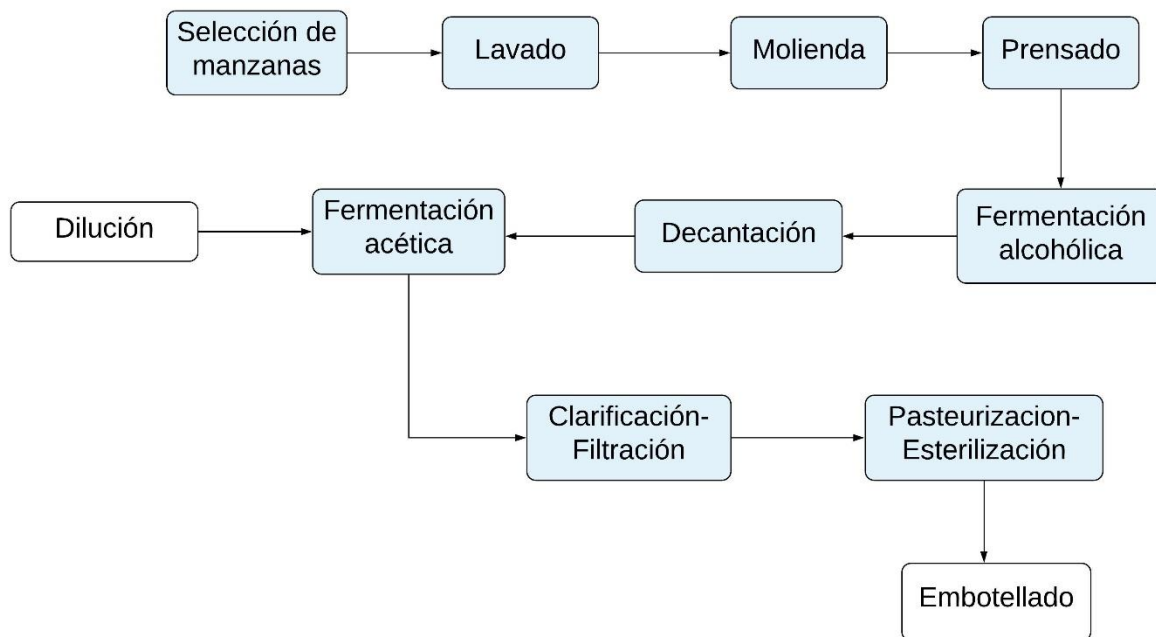 Selección de
manzanas
Lavado
Molienda
Prensado
Dilución
Fermentación
acética
Decantación
Fermentación
alcohólica
Clarificación-
Filtración
Pasteurizacion-
Esterilización
Embotellado